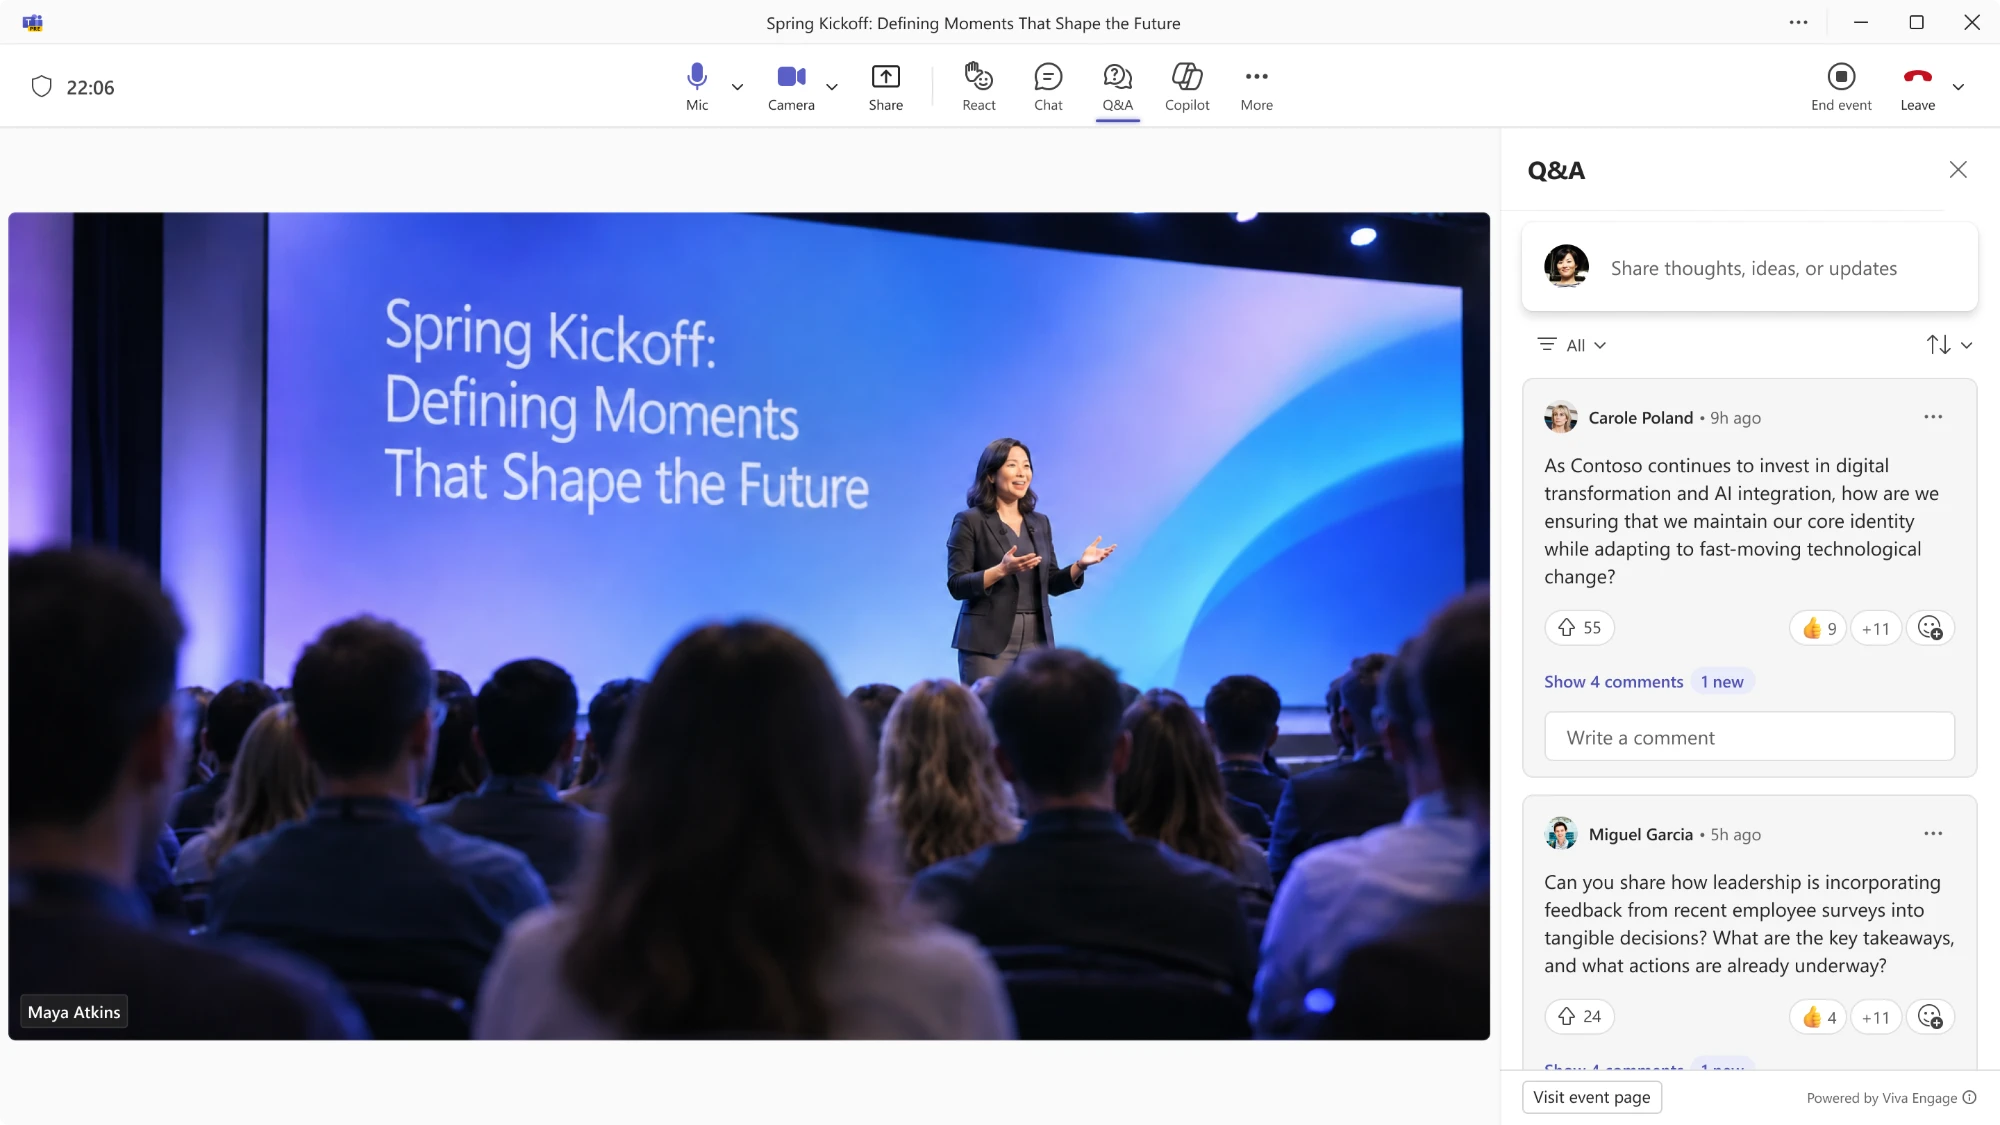 PRE
Spring Kickoff: Defining Moments That Shape the Future
22:06
Mic
Camera
Share
React
Chat
Q&A
Copilot
More
End event
Leave
Spring Kickoff:
Defining Moments
That Shape the Future
Maya Atkins
Q&A
Share thoughts, ideas, or updates
All
Carole Poland • 9h ago
As Contoso continues to invest in digital
transformation and AI integration, how are we
ensuring that we maintain our core identity
while adapting to fast-moving technological
change?
55
9
+11
Show 4 comments 1 new
Write a comment
Miguel Garcia • 5h ago
Can you share how leadership is incorporating
feedback from recent employee surveys into
tangible decisions? What are the key takeaways,
and what actions are already underway?
24
4
+11
Show 4 comments 1 new
Visit event page
Powered by Viva Engage